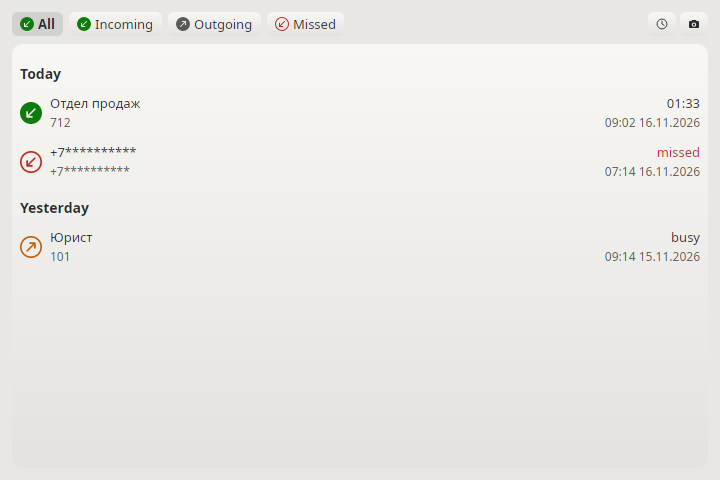 All Incoming Outgoing Missed
Today
Отдел продаж 01:33
712 09:02 16.11.2026
+7********** missed
+7********** 07:14 16.11.2026
Yesterday
Юрист busy
101 09:14 15.11.2026